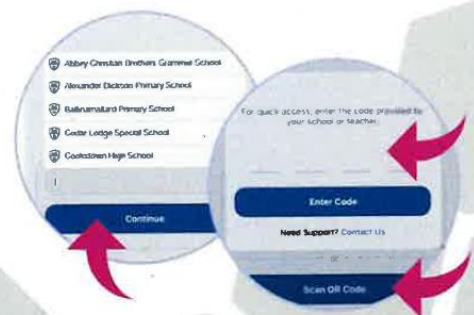 Abbey Christian Brothers Grammar School
Alexander Dickson Primary School
Ballinamallard Primary School
Cedar Lodge Special School
Cookstown High School
Continue
For quick access, enter the code provided by
your school or teacher.
Enter Code
Need Support? Contact Us
or
Scan QR Code